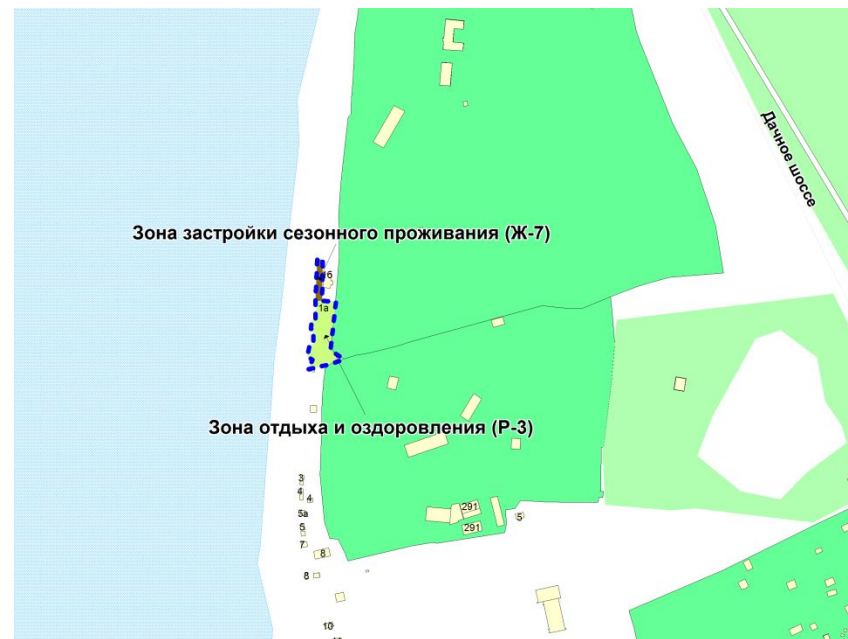 Дачное шоссе
Зона застройки сезонного проживания (Ж-7)
16
1а
Зона отдыха и оздоровления (Р-3)
3
4
4
5а
5
7
8
8
10
291
291
5